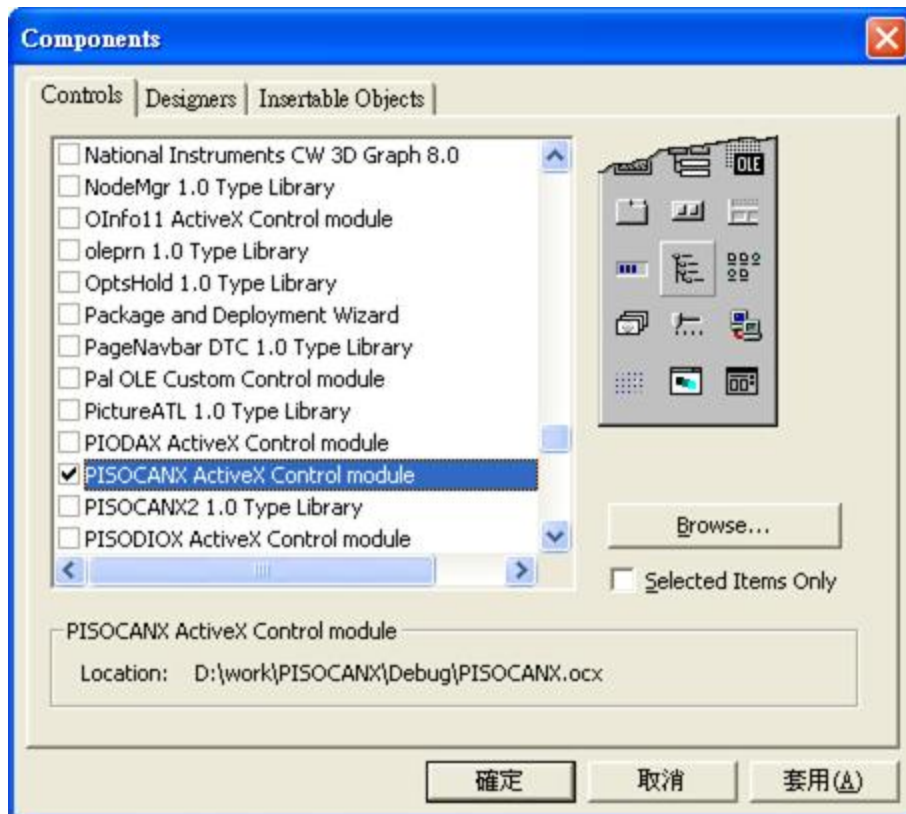 Components
Controls Designers Insertable Objects
National Instruments CW 3D Graph 8.0
NodeMgr 1.0 Type Library
OInfo11 ActiveX Control module
oleprn 1.0 Type Library
OptsHold 1.0 Type Library
Package and Deployment Wizard
PageNavbar DTC 1.0 Type Library
Pal OLE Custom Control module
PictureATL 1.0 Type Library
PIODAX ActiveX Control module
PISOCANX ActiveX Control module
PISOCANX2 1.0 Type Library
PISODIOX ActiveX Control module
OLE
Browse...
Selected Items Only
PISOCANX ActiveX Control module
Location: D:\work\PISOCANX\Debug\PISOCANX.ocx
確定 取消 套用(A)